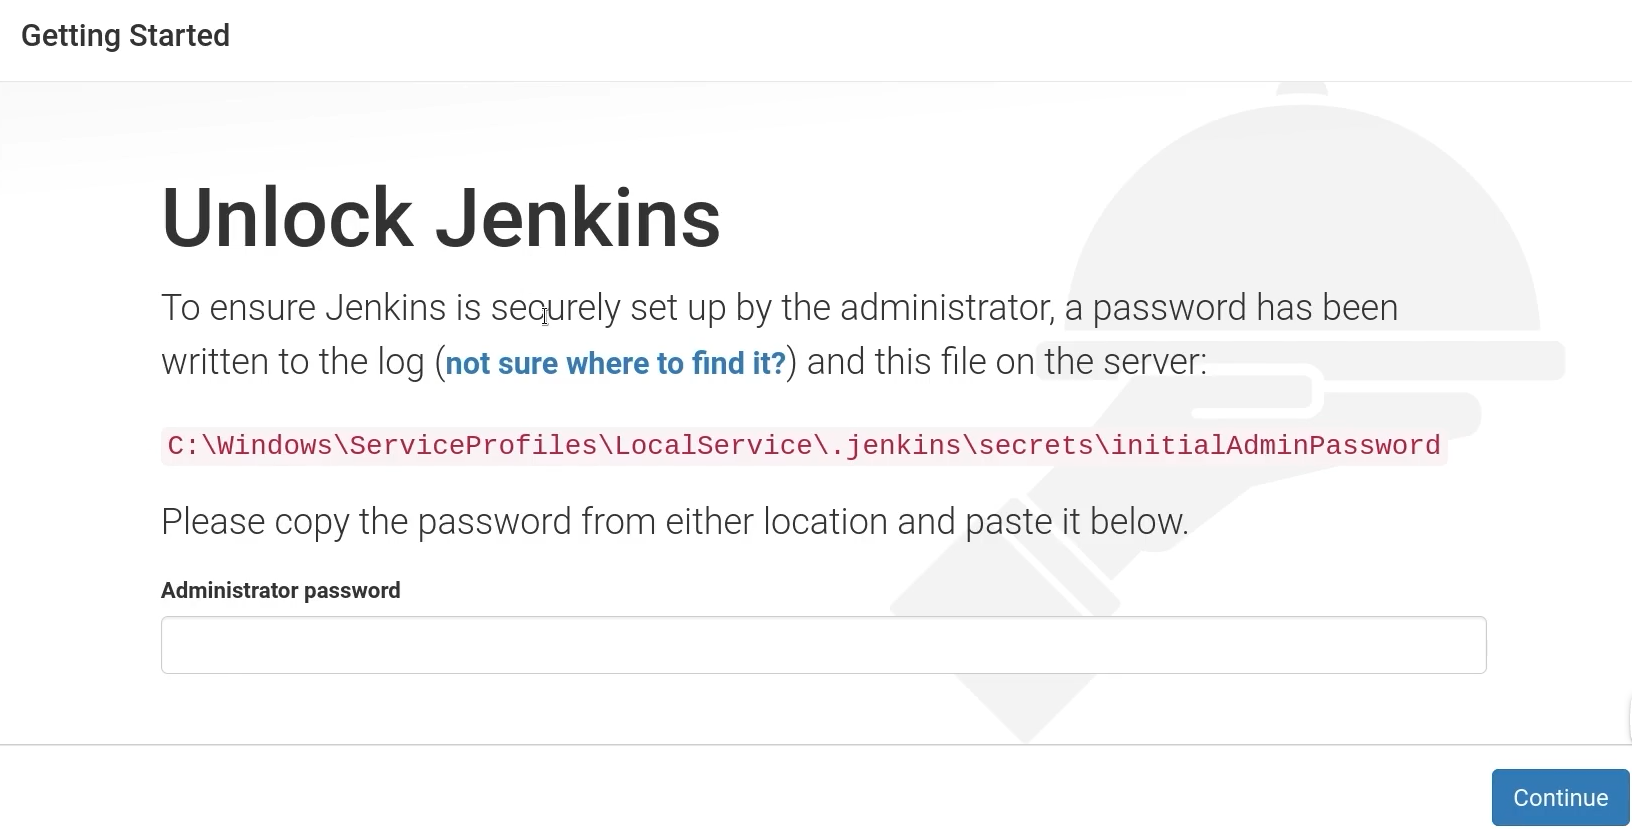 Getting Started
Unlock Jenkins
To ensure Jenkins is securely set up by the administrator, a password has been
written to the log (not sure where to find it?) and this file on the server:
C:\Windows\ServiceProfiles\LocalService\.jenkins\secrets\initialAdminPassword
Please copy the password from either location and paste it below.
Administrator password
Continue